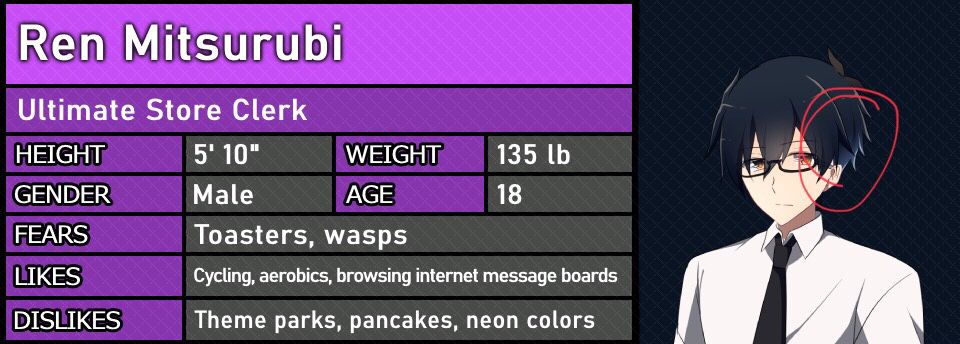 Ren Mitsurubi
Ultimate Store Clerk
HEIGHT 5' 10" WEIGHT 135 lb
GENDER Male AGE 18
FEARS Toasters, wasps
LIKES Cycling, aerobics, browsing internet message boards
DISLIKES Theme parks, pancakes, neon colors